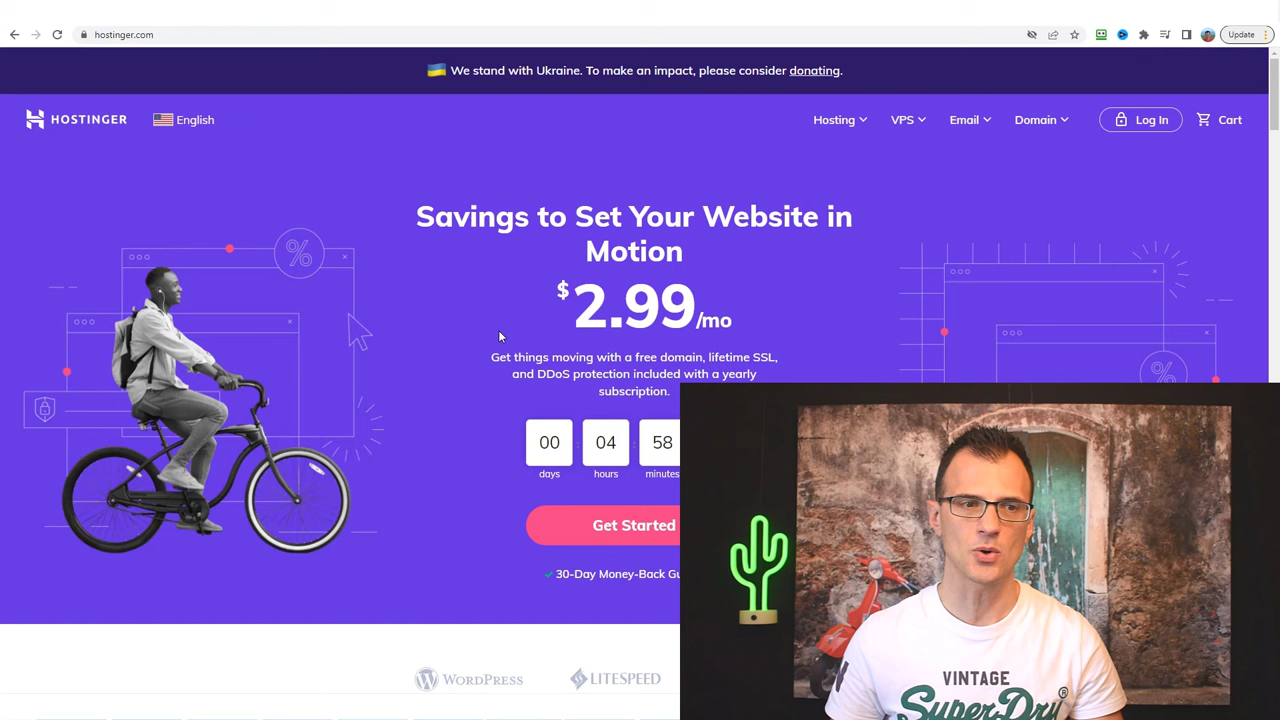 hostinger.com
Update
We stand with Ukraine. To make an impact, please consider donating.
HOSTINGER
English
Hosting
VPS
Email
Domain
Log In
Cart
Savings to Set Your Website in
Motion
$2.99/mo
Get things moving with a free domain, lifetime SSL,
and DDoS protection included with a yearly
subscription.
00 : 04 : 58
days hours minutes
Get Started
30-Day Money-Back Gu
WORDPRESS
LITESPEED
%
%
VINTAGE
SUPERDRY
®